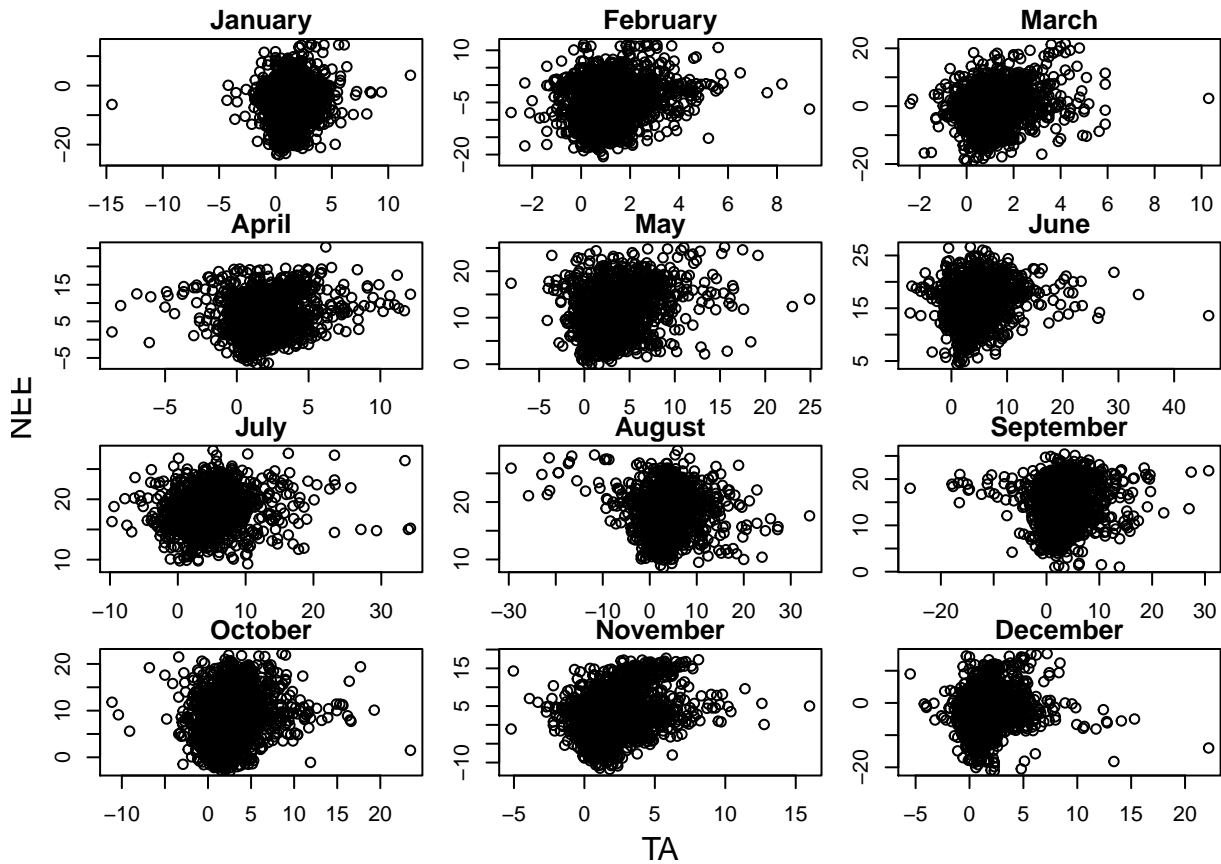 January February March
0
−20
−15 −10 −5 0 5 10
10
−5
−20
−2 0 2 4 6 8
20
0
−20
−2 0 2 4 6 8 10
April May June
15
5
−5
−5 0 5 10
20
10
0
−5 0 5 10 15 20 25
25
15
5
0 10 20 30 40
NEE
July August September
20
10
−10 0 10 20 30
30
20
10
−30 −10 0 10 20 30
20
10
0
−20 0 10 20 30
October November December
20
10
0
−10 0 5 10 20
15
5
−10
−5 0 5 10 15
0
−20
−5 0 5 10 15 20
TA